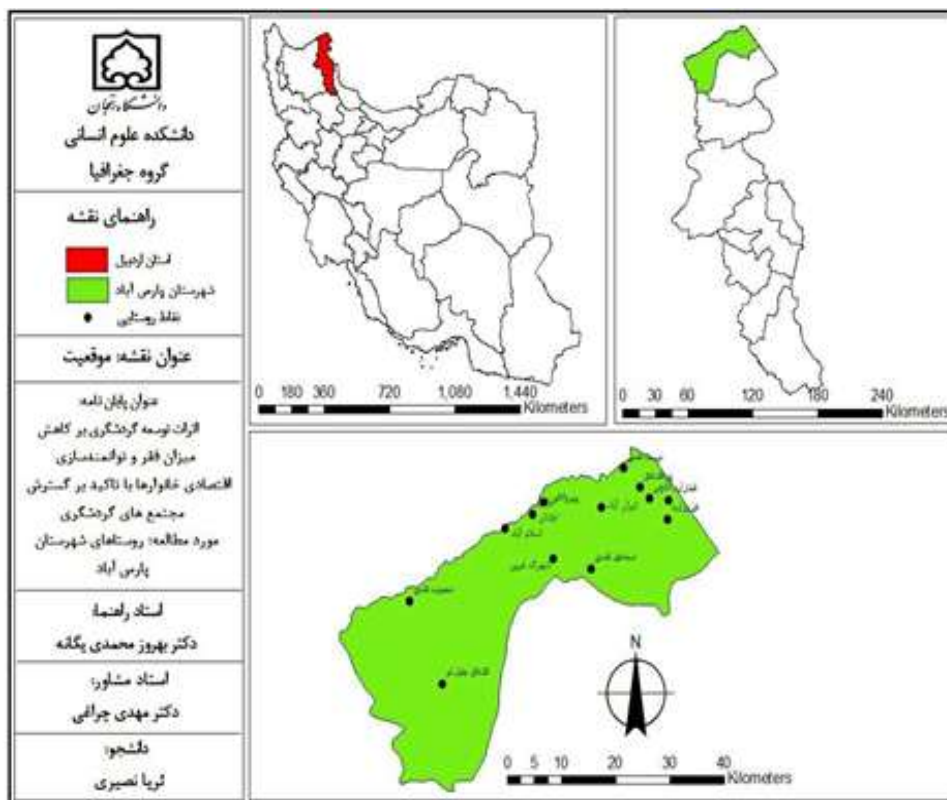 دانشگاه زنجان
دانشکده علوم انسانی
گروه جغرافیا
راهنمای نقشه
استان اردبیل
شهرستان پارس آباد
نقاط روستایی
عنوان نقشه: موقعیت
عنوان پایان نامه:
اثرات توسعه گردشگری بر کاهش
میزان فقر و توانمندسازی
اقتصادی خانوارها با تاکید بر گسترش
مجتمع های گردشگری
مورد مطالعه: روستاهای شهرستان
پارس آباد
استاد راهنما:
دکتر بهروز محمدی یگانه
استاد مشاور:
دکتر مهدی چراغی
دانشجو:
ثریا نصیری
0 180 360 720 1,080 1,440
Kilometers
0 30 60 120 180 240
Kilometers
ایران آباد
اسلام آباد
N
0 5 10 20 30 40
Kilometers